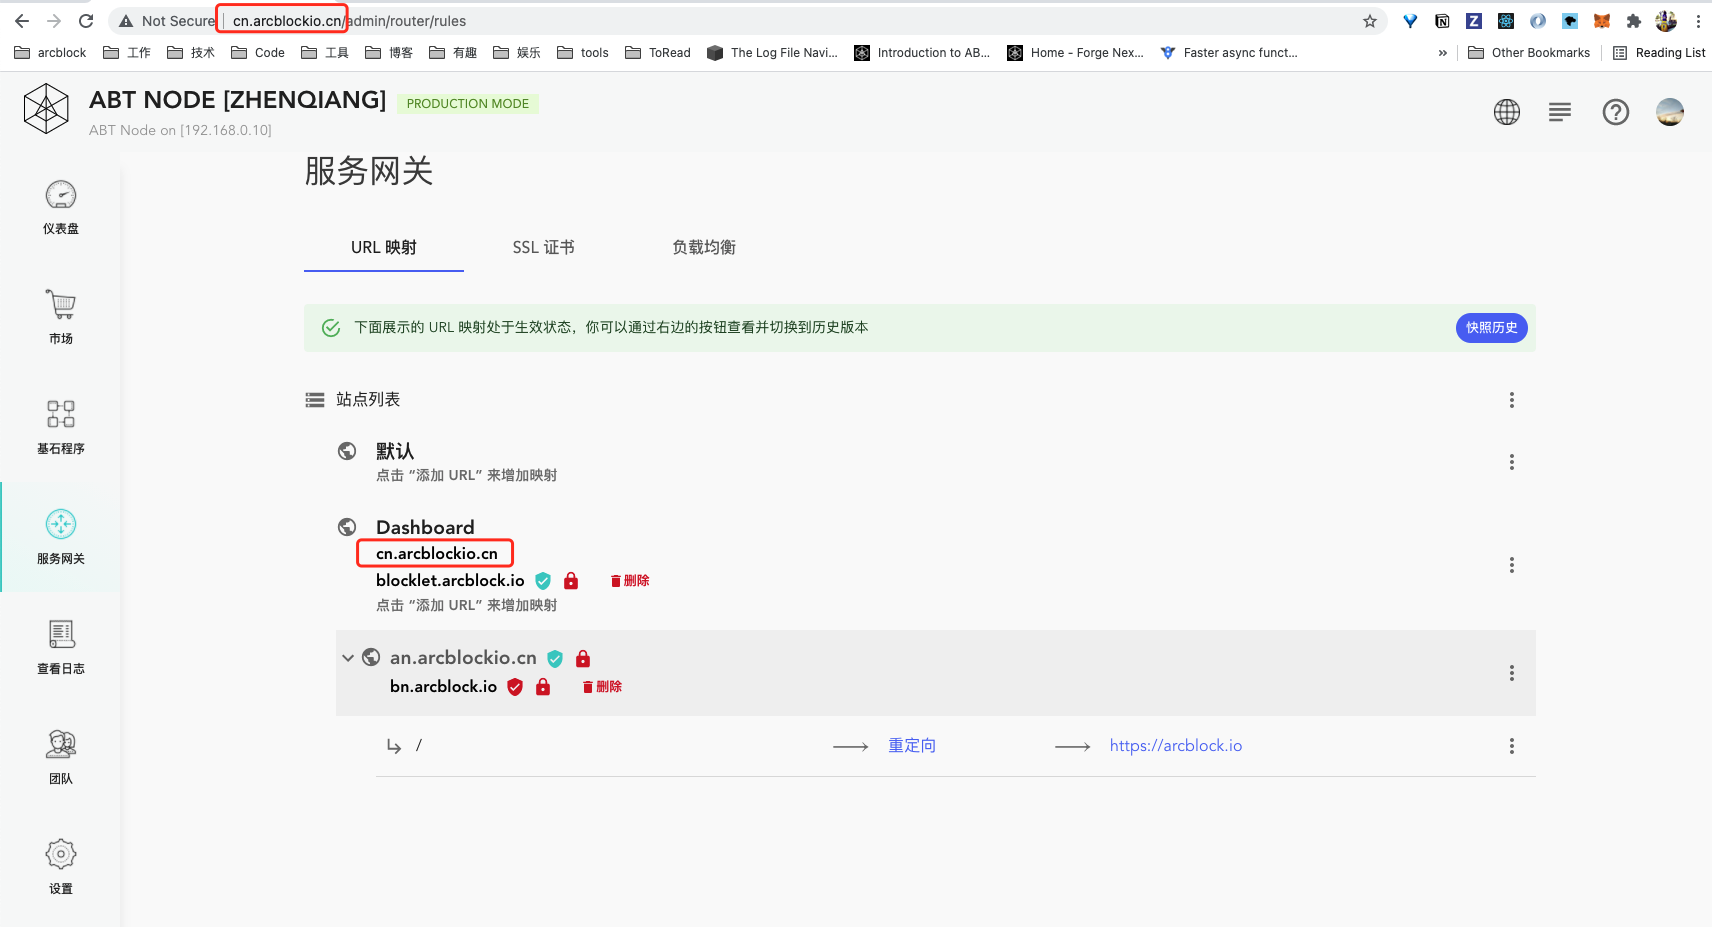 Not Secure | cn.arcblockio.cn/admin/router/rules
arcblock 工作 技术 Code 工具 博客 有趣 娱乐 tools ToRead The Log File Navi... Introduction to AB... Home - Forge Nex... Faster async funct... » Other Bookmarks Reading List
ABT NODE [ZHENQIANG] PRODUCTION MODE
ABT Node on [192.168.0.10]
仪表盘
市场
基石程序
服务网关
查看日志
团队
设置
服务网关
URL 映射 SSL 证书 负载均衡
下面展示的 URL 映射处于生效状态，你可以通过右边的按钮查看并切换到历史版本 快照历史
站点列表
默认
点击 “添加 URL” 来增加映射
Dashboard
cn.arcblockio.cn
blocklet.arcblock.io 删除
点击 “添加 URL” 来增加映射
an.arcblockio.cn
bn.arcblock.io 删除
/ 重定向 https://arcblock.io